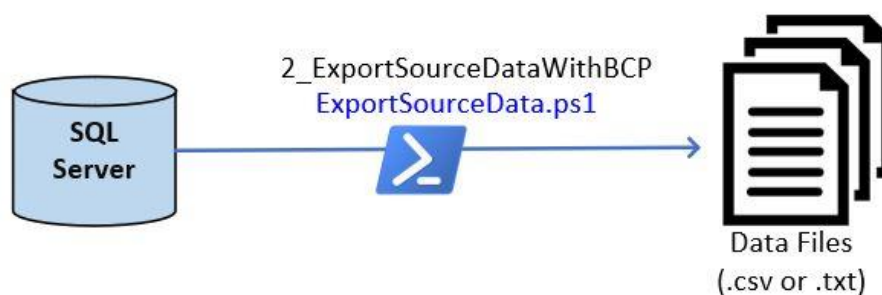 SQL
Server
2_ExportSourceDataWithBCP
ExportSourceData.ps1
Data Files
(.csv or .txt)